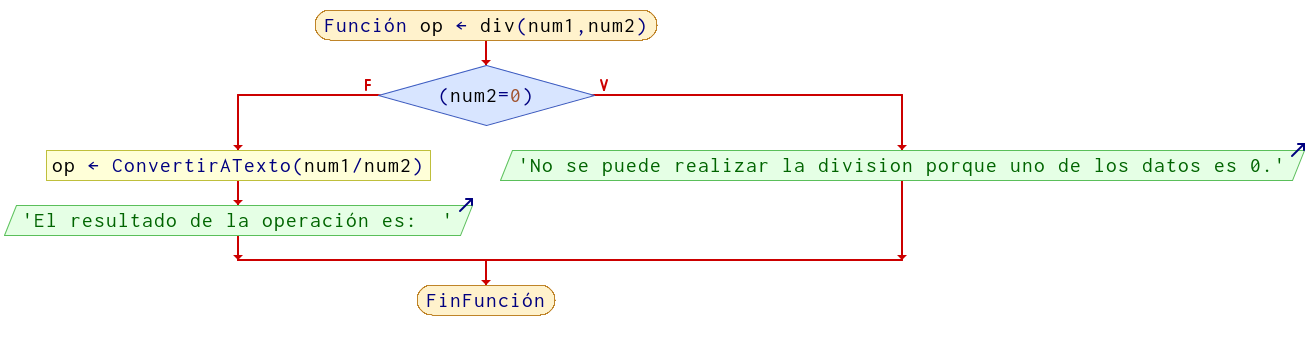 Función op ← div(num1,num2)
F
V
(num2=0)
op ← ConvertirATexto(num1/num2)
'No se puede realizar la division porque uno de los datos es 0.'
'El resultado de la operación es:  '
FinFunción